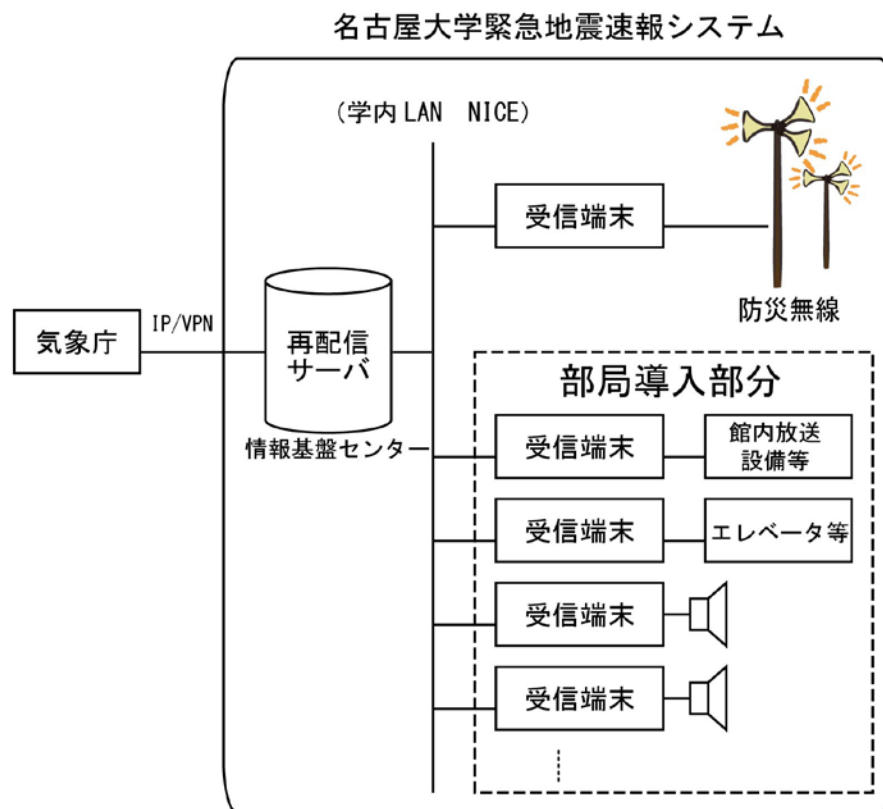 名古屋大学緊急地震速報システム
(学内LAN NICE)
受信端末
防災無線
気象庁
IP/VPN
再配信
サーバ
情報基盤センター
部局導入部分
受信端末
館内放送
設備等
受信端末
エレベータ等
受信端末
受信端末